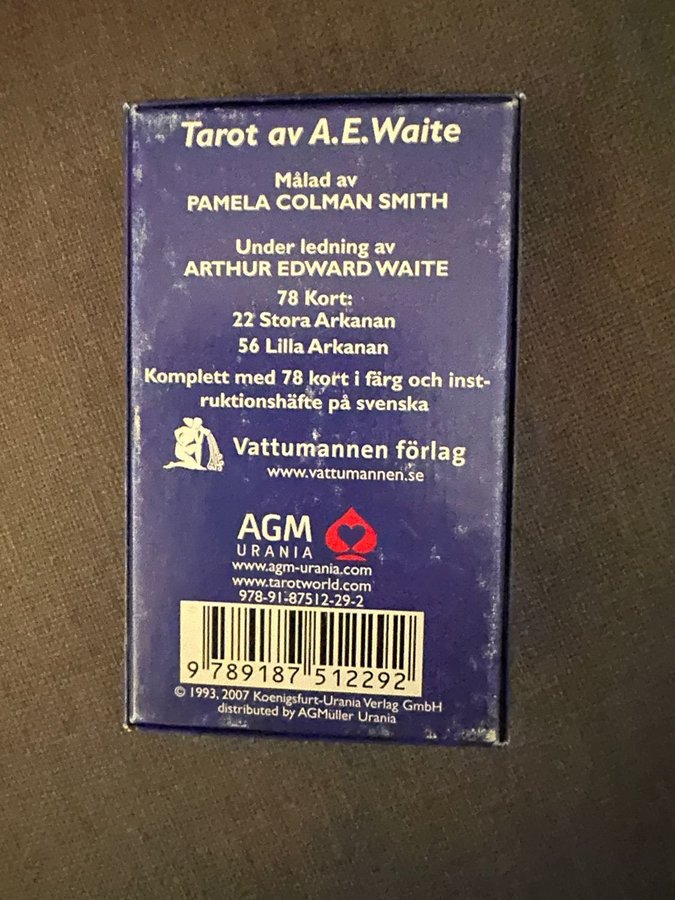 Tarot av A.E.Waite
Målad av
PAMELA COLMAN SMITH
Under ledning av
ARTHUR EDWARD WAITE
78 Kort:
22 Stora Arkanan
56 Lilla Arkanan
Komplett med 78 kort i färg och inst-
ruktionshäfte på svenska
Vattumannen förlag
www.vattumannen.se
AGM
URANIA
www.agm-urania.com
www.tarotworld.com
978-91-87512-29-2
9 789187 512292
© 1993, 2007 Koenigsfurt-Urania Verlag GmbH
distributed by AGMüller Urania